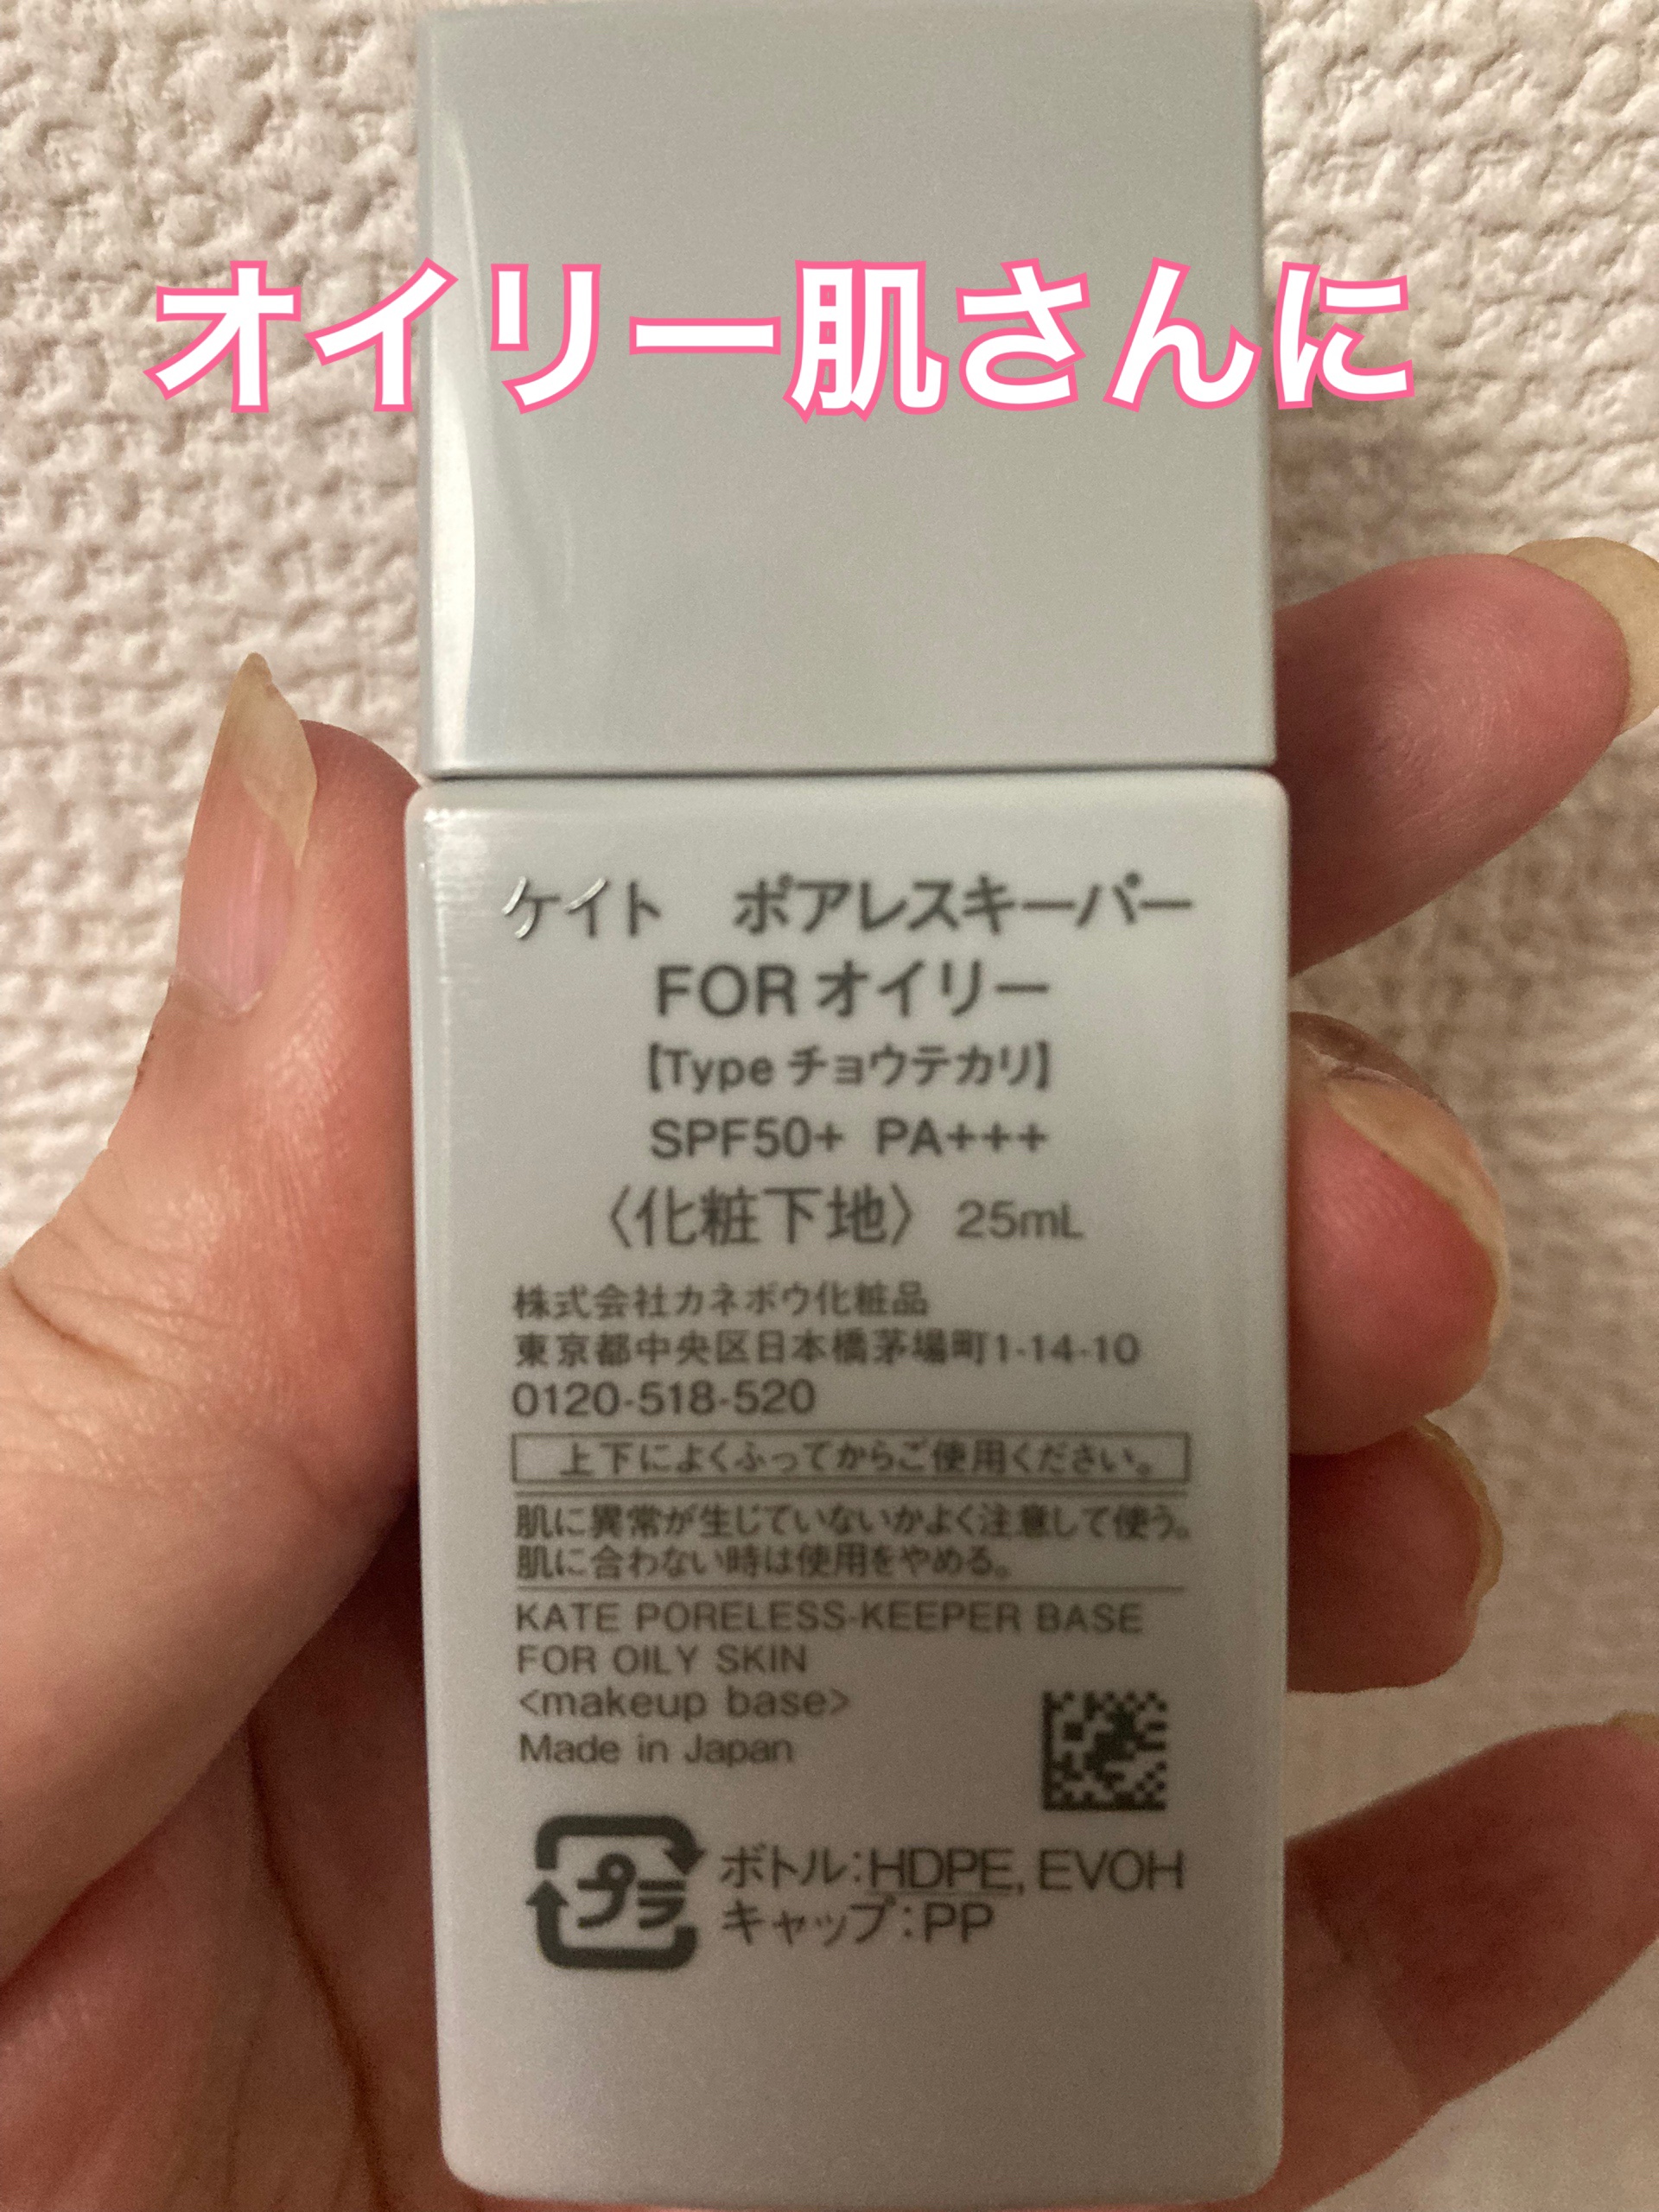 オイリー肌さんに
ケイト　ポアレスキーパー
FOR オイリー
【Type チョウテカリ】
SPF50+ PA+++
〈化粧下地〉 25mL
株式会社カネボウ化粧品
東京都中央区日本橋茅場町1-14-10
0120-518-520
上下によくふってからご使用ください。
肌に異常が生じていないかよく注意して使う。
肌に合わない時は使用をやめる。
KATE PORELESS-KEEPER BASE
FOR OILY SKIN
<makeup base>
Made in Japan
プラ
ボトル:HDPE, EVOH
キャップ:PP